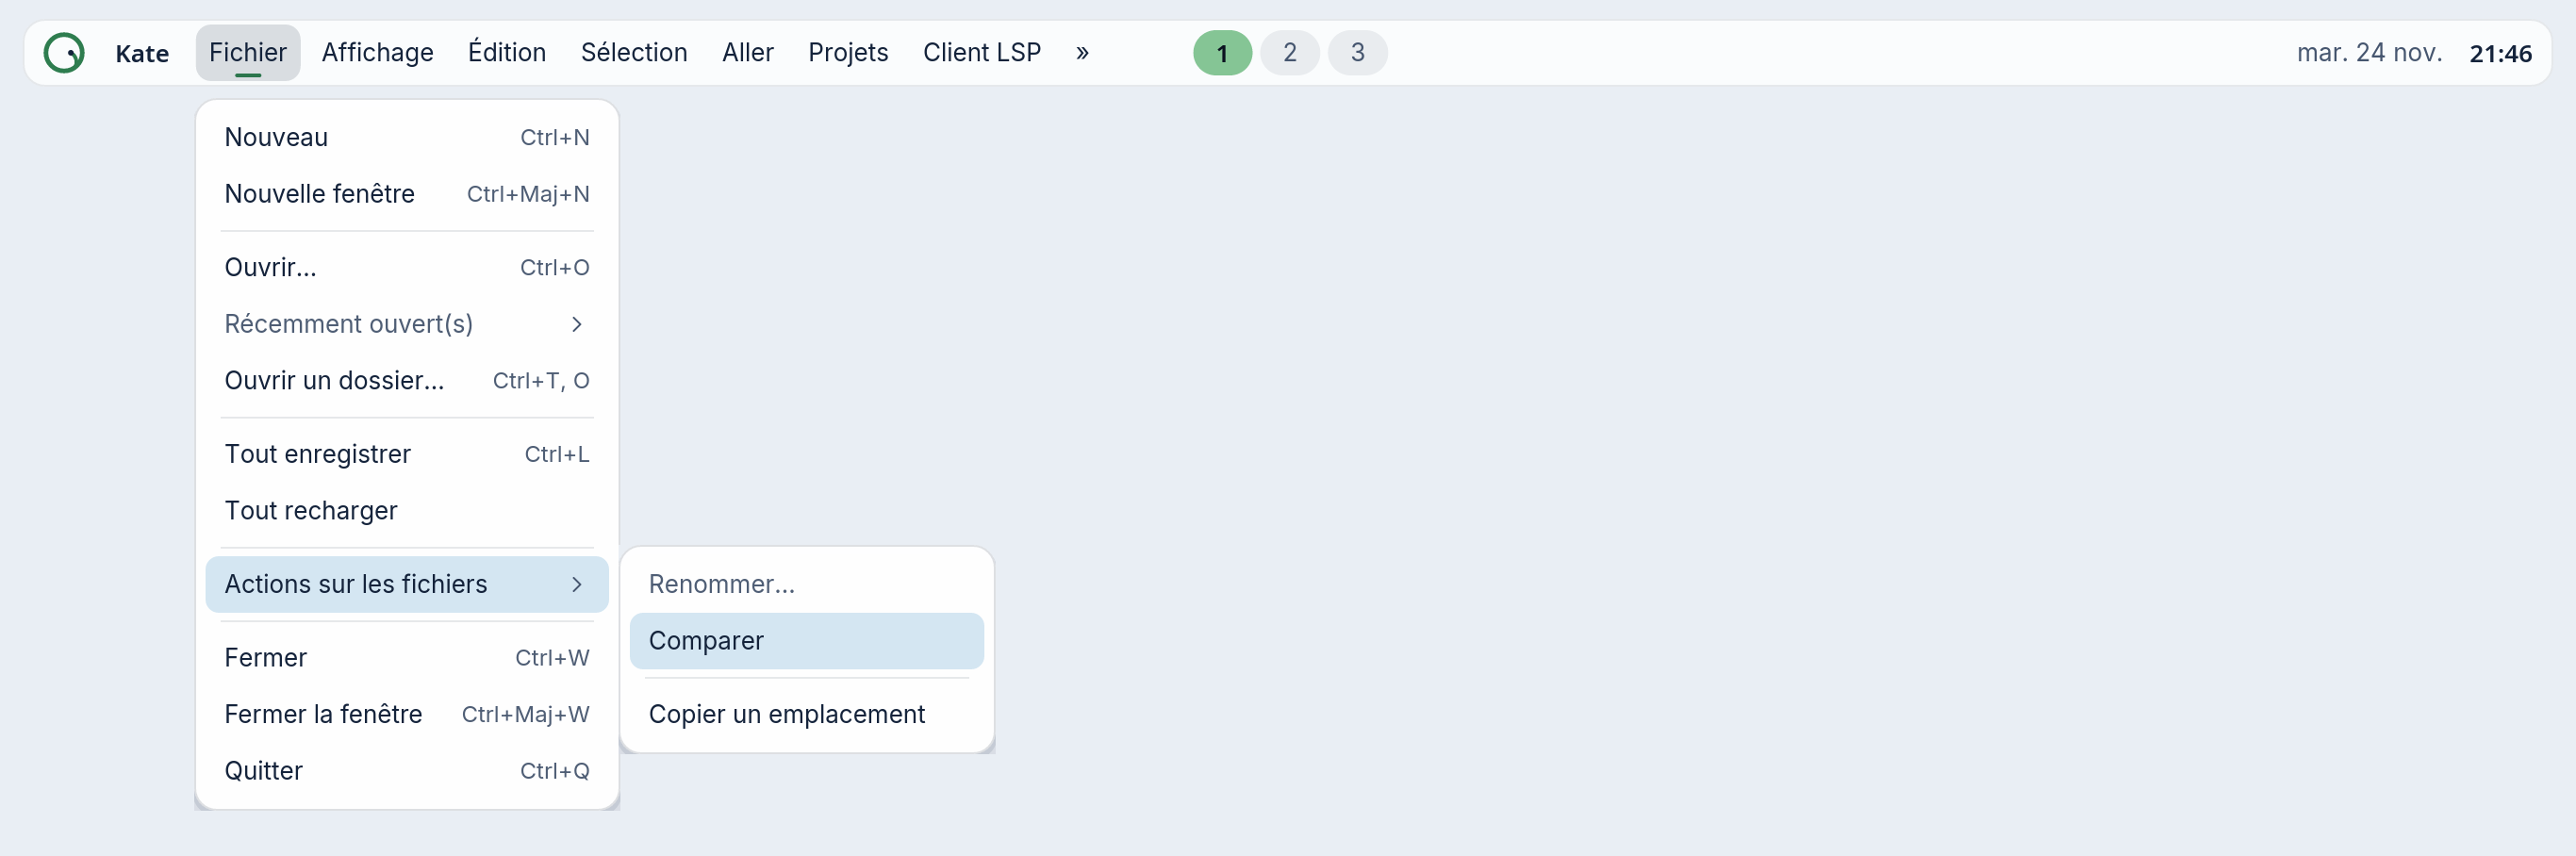 Kate Fichier Affichage Édition Sélection Aller Projets Client LSP » 1 2 3 mar. 24 nov. 21:46
Nouveau Ctrl+N
Nouvelle fenêtre Ctrl+Maj+N
Ouvrir... Ctrl+O
Récemment ouvert(s)
Ouvrir un dossier... Ctrl+T, O
Tout enregistrer Ctrl+L
Tout recharger
Actions sur les fichiers
Renommer...
Comparer
Copier un emplacement
Fermer Ctrl+W
Fermer la fenêtre Ctrl+Maj+W
Quitter Ctrl+Q